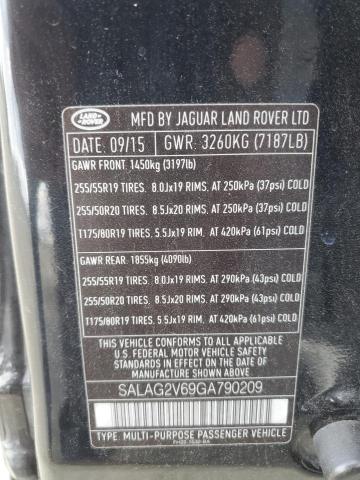 LAND
ROVER
MFD BY JAGUAR LAND ROVER LTD
DATE: 09/15 GWR: 3260KG (7187LB)
GAWR FRONT: 1450kg (3197lb)
255/55R19 TIRES. 8.0Jx19 RIMS. AT 250kPa (37psi) COLD
255/50R20 TIRES. 8.5Jx20 RIMS. AT 250kPa (37psi) COLD
T175/80R19 TIRES. 5.5Jx19 RIMS. AT 420kPa (61psi) COLD
GAWR REAR: 1855kg (4090lb)
255/55R19 TIRES. 8.0Jx19 RIMS. AT 290kPa (43psi) COLD
255/50R20 TIRES. 8.5Jx20 RIMS. AT 290kPa (43psi) COLD
T175/80R19 TIRES. 5.5Jx19 RIMS. AT 420kPa (61psi) COLD
THIS VEHICLE CONFORMS TO ALL APPLICABLE
FEDERAL MOTOR VEHICLE SAFETY
STANDARDS IN EFFECT ON THE DATE OF
MANUFACTURE SHOWN ABOVE.
SALAG2V69GA790209
TYPE: MULTI-PURPOSE PASSENGER VEHICLE